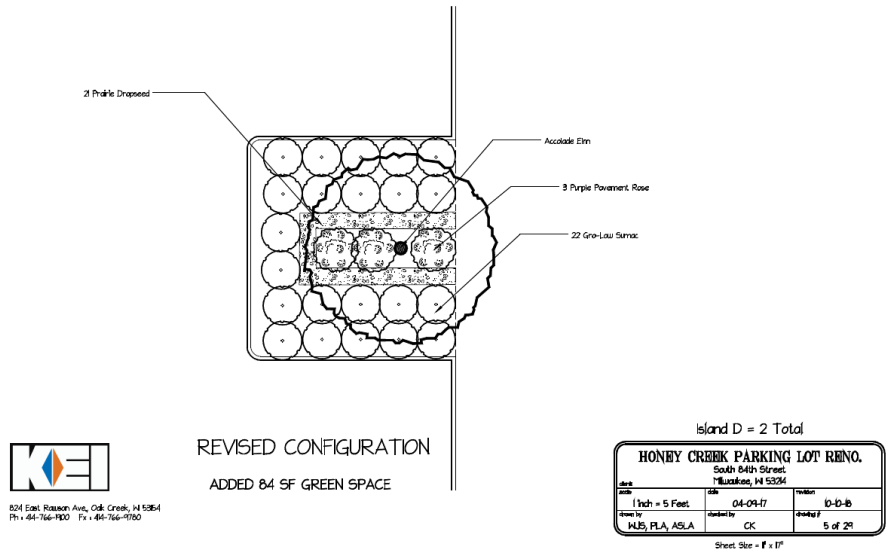 21 Prairie Dropseed
Accolade Elm
3 Purple Pavement Rose
22 Gro-Low Sumac
REVISED CONFIGURATION
ADDED 84 SF GREEN SPACE
KEI
824 East Rawson Ave., Oak Creek, WI 53154
Ph : 414-766-1900 Fx : 414-766-9780
Island D = 2 Total
HONEY CREEK PARKING LOT RENO.
South 84th Street
Milwaukee, WI 53214
client:
scale date revision
1 inch = 5 Feet 04-09-17 10-10-18
drawn by checked by drawing #
WJS, PLA, ASLA CK 5 of 29
Sheet Size = 11" x 17"